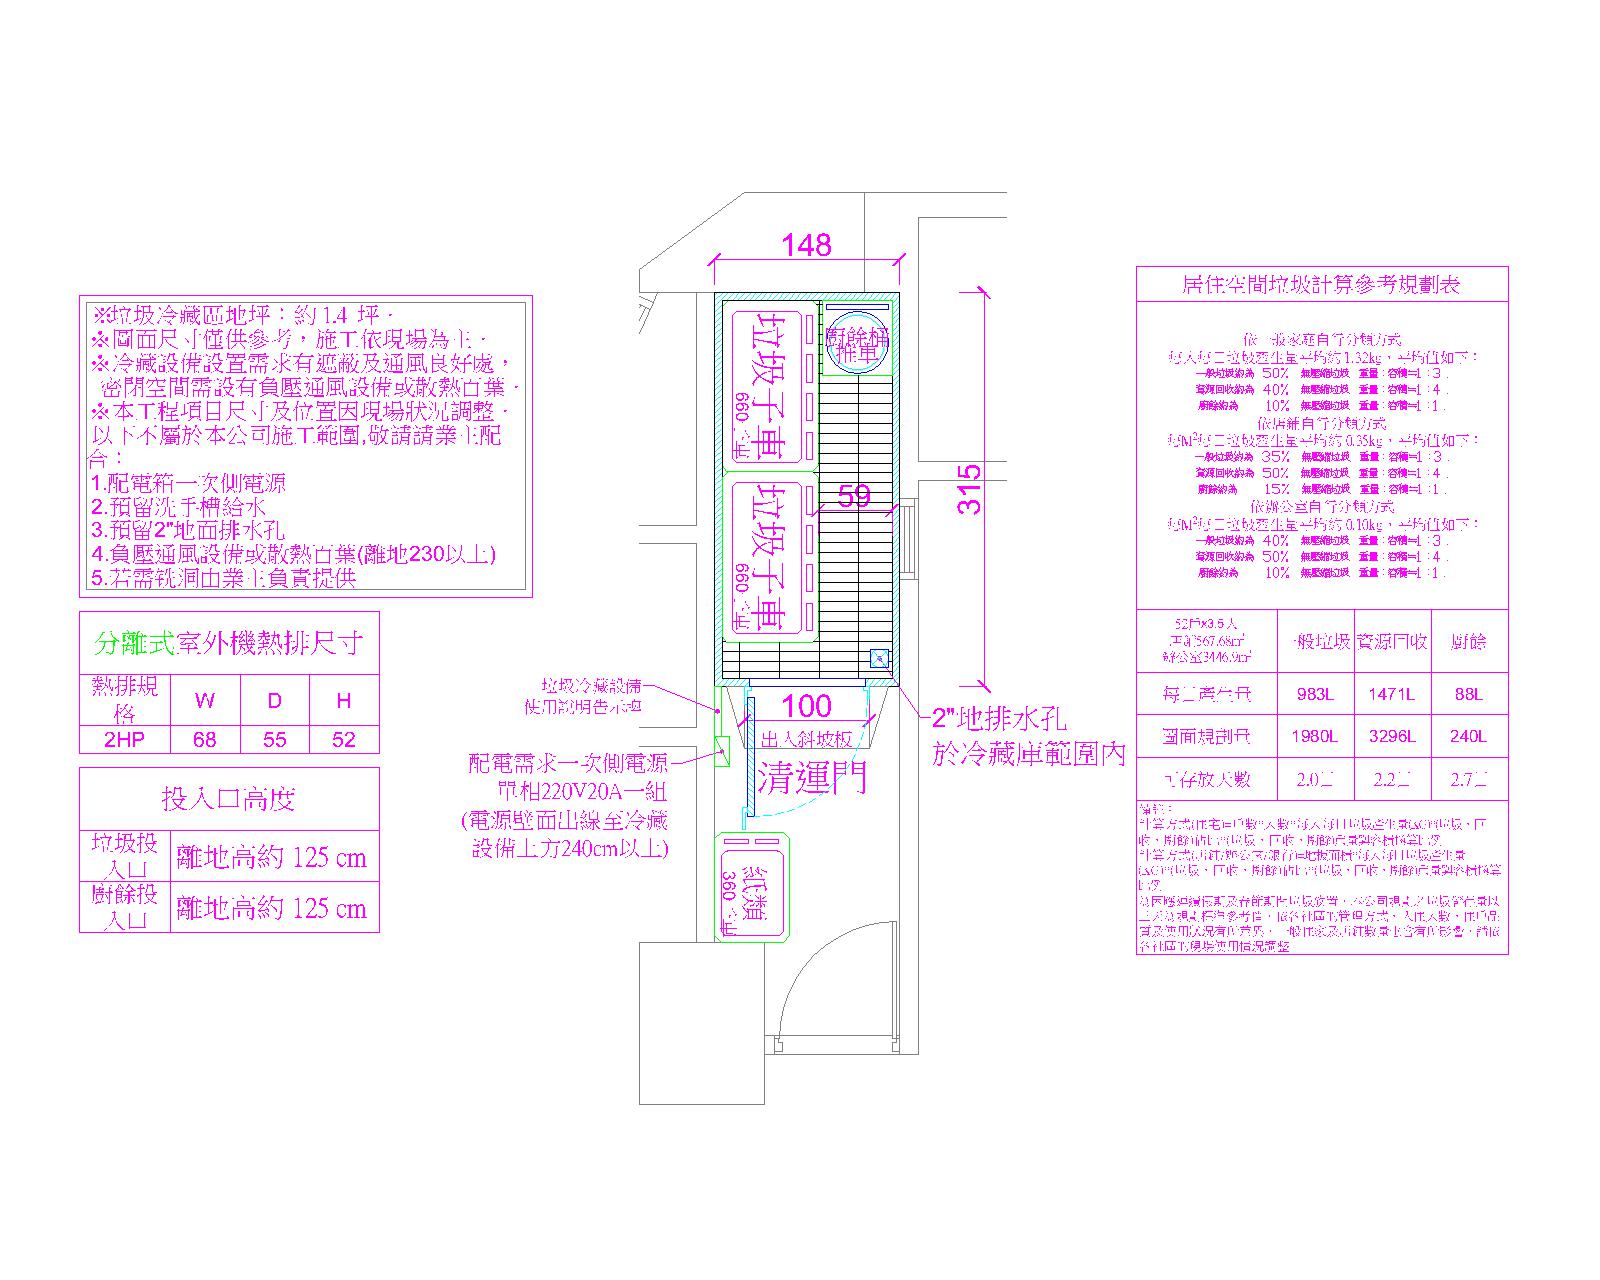 ※垃圾冷藏區地坪：約1.4 坪．
※圖面尺寸僅供參考，施工依現場為主．
※冷藏設備設置需求有遮蔽及通風良好處，
密閉空間需設有負壓通風設備或散熱百葉．
※本工程項目尺寸及位置因現場狀況調整．
以下不屬於本公司施工範圍,敬請請業主配
合：
1.配電箱一次側電源
2.預留洗手槽給水
3.預留2"地面排水孔
4.負壓通風設備或散熱百葉(離地230以上)
5.若需銑洞由業主負責提供
分離式室外機熱排尺寸
熱排規格 W D H
2HP 68 55 52
投入口高度
垃圾投入口 離地高約 125 cm
廚餘投入口 離地高約 125 cm
148
315
59
100
垃圾子車
660公升
垃圾子車
660公升
廚餘桶
推車
出入斜坡板
清運門
紙類
360公升
垃圾冷藏設備
使用說明告示牌
配電需求一次側電源
單相220V20A一組
(電源壁面出線至冷藏
設備上方240cm以上)
2"地排水孔
於冷藏庫範圍內
居住空間垃圾計算參考規劃表
依一般家庭自行分類方式
每人每日垃圾產生量平均約1.32kg，平均值如下：
一般垃圾約為 50% 無壓縮垃圾 重量：容積=1：3．
資源回收約為 40% 無壓縮垃圾 重量：容積=1：4．
廚餘約為 10% 無壓縮垃圾 重量：容積=1：1．
依店鋪自行分類方式
每M²每日垃圾產生量平均約0.35kg，平均值如下：
一般垃圾約為 35% 無壓縮垃圾 重量：容積=1：3．
資源回收約為 50% 無壓縮垃圾 重量：容積=1：4．
廚餘約為 15% 無壓縮垃圾 重量：容積=1：1．
依辦公室自行分類方式
每M²每日垃圾產生量平均約0.10kg，平均值如下：
一般垃圾約為 40% 無壓縮垃圾 重量：容積=1：3．
資源回收約為 50% 無壓縮垃圾 重量：容積=1：4．
廚餘約為 10% 無壓縮垃圾 重量：容積=1：1．
52戶x3.5人
店鋪567.68m²
辦公室3446.9m²
一般垃圾 資源回收 廚餘
每日產生量 983L 1471L 88L
圖面規劃量 1980L 3296L 240L
可存放天數 2.0日 2.2日 2.7日
備註：